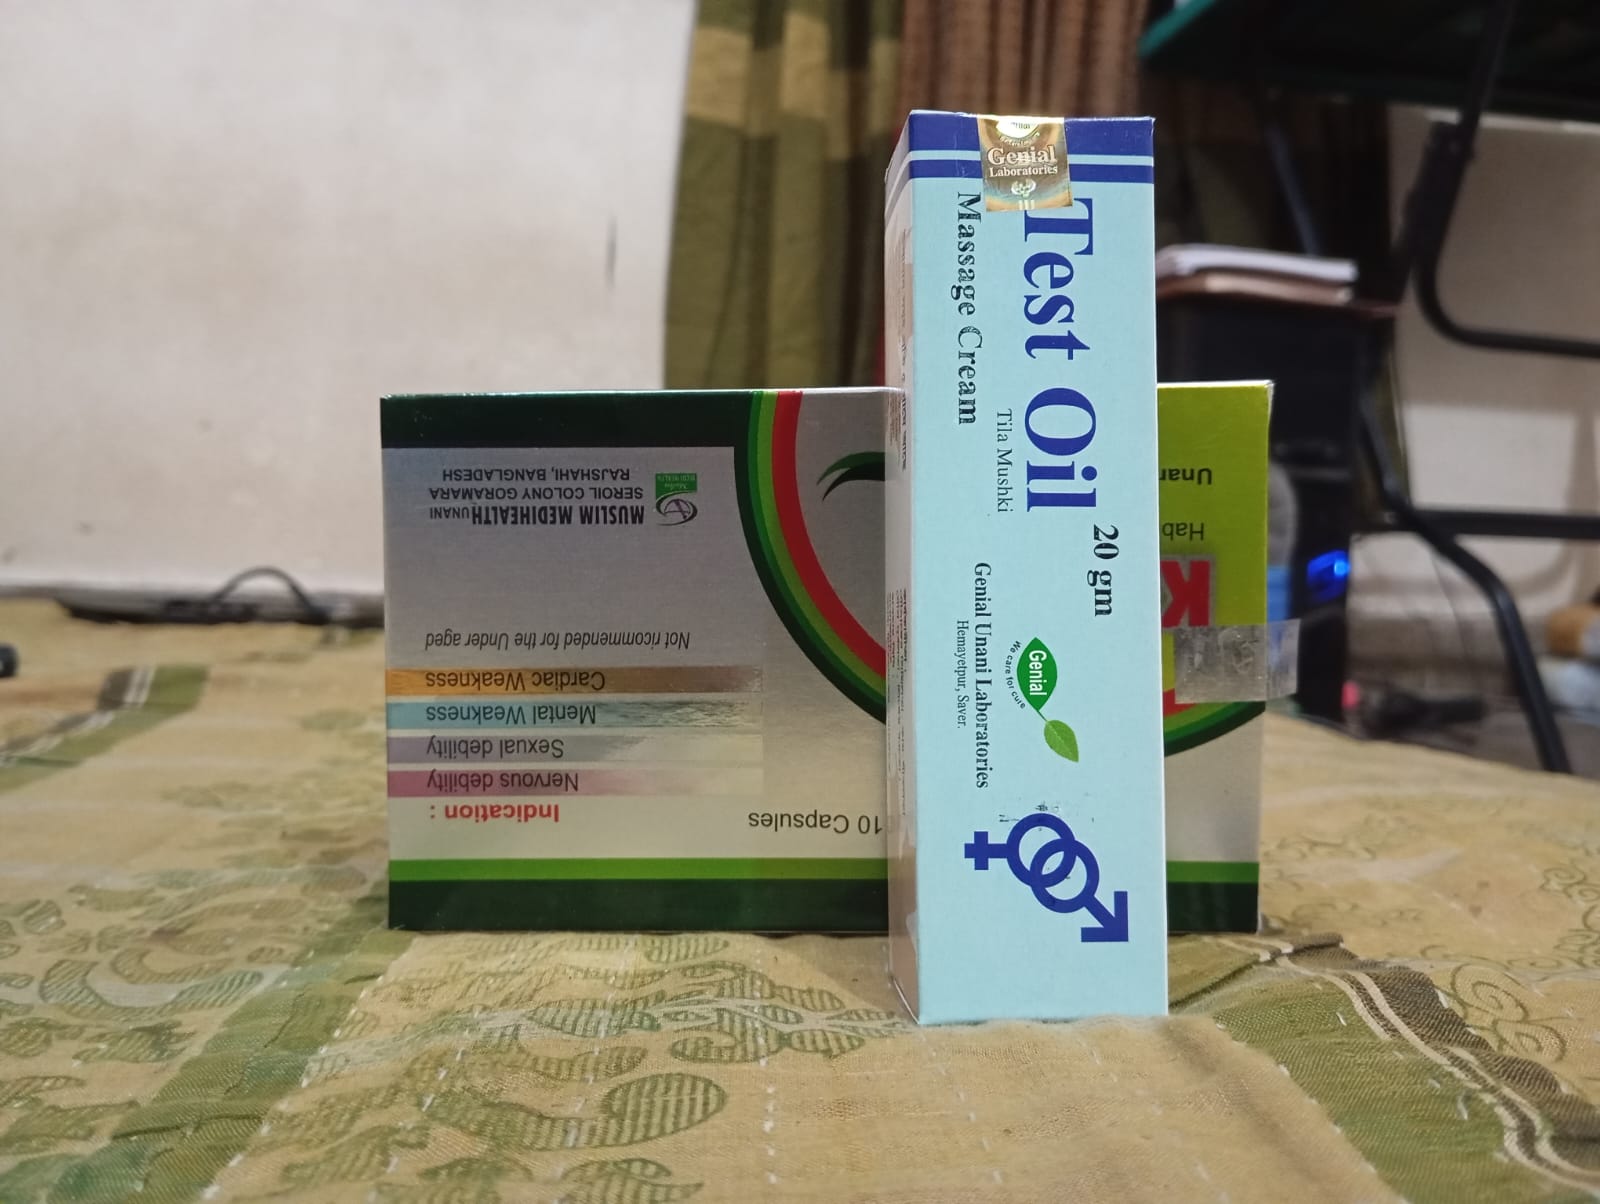 Genial
Laboratories
Test Oil
20 gm
Tila Mushki
Massage Cream
Genial
We care for cure
Genial Unani Laboratories
Hemayetpur, Saver.
10 Capsules
Indication :
Nervous debility
Sexual debility
Mental Weakness
Cardiac Weakness
Not ricommended for the Under aged
MUSLIM MEDIHEALTH UNANI
SEROIL COLONY GORAMARA
RAJSHAHI, BANGLADESH